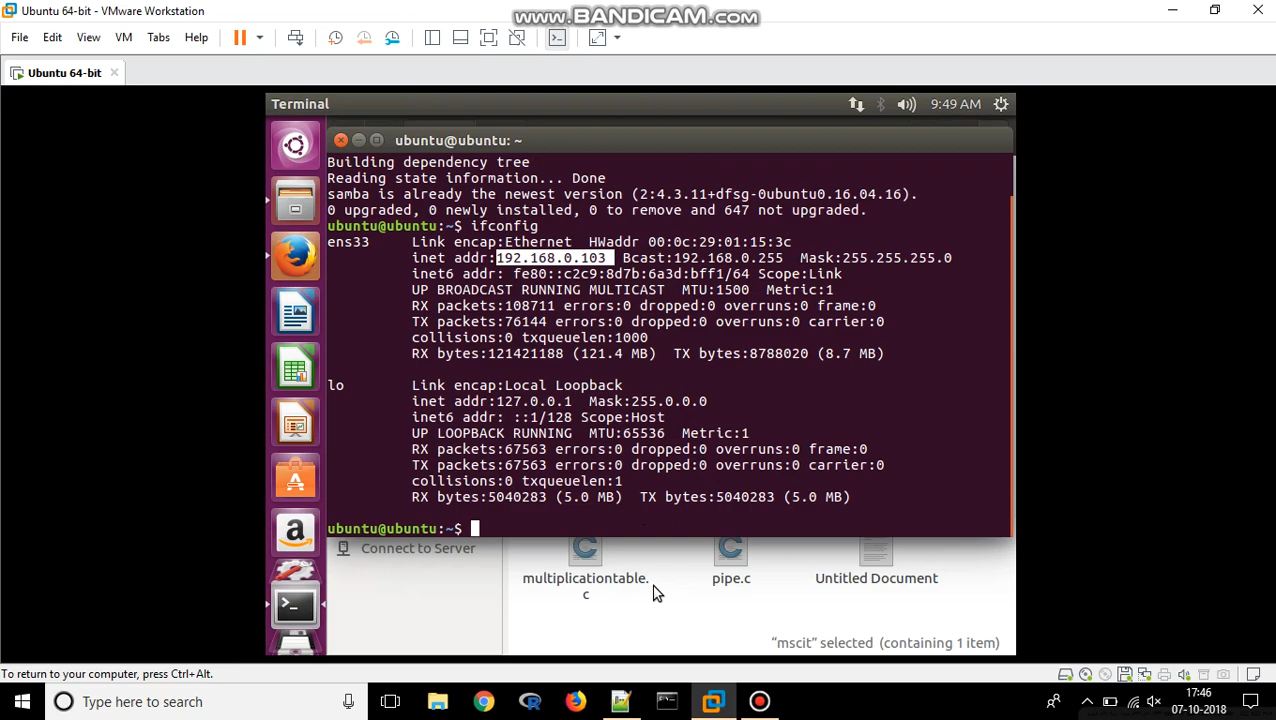 Ubuntu 64-bit - VMware Workstation
www.BANDICAM.com
File Edit View VM Tabs Help
Ubuntu 64-bit
Terminal 9:49 AM
ubuntu@ubuntu: ~
Building dependency tree
Reading state information... Done
samba is already the newest version (2:4.3.11+dfsg-0ubuntu0.16.04.16).
0 upgraded, 0 newly installed, 0 to remove and 647 not upgraded.
ubuntu@ubuntu:~$ ifconfig
ens33 Link encap:Ethernet HWaddr 00:0c:29:01:15:3c
inet addr:192.168.0.103 Bcast:192.168.0.255 Mask:255.255.255.0
inet6 addr: fe80::c2c9:8d7b:6a3d:bff1/64 Scope:Link
UP BROADCAST RUNNING MULTICAST MTU:1500 Metric:1
RX packets:108711 errors:0 dropped:0 overruns:0 frame:0
TX packets:76144 errors:0 dropped:0 overruns:0 carrier:0
collisions:0 txqueuelen:1000
RX bytes:121421188 (121.4 MB) TX bytes:8788020 (8.7 MB)
lo Link encap:Local Loopback
inet addr:127.0.0.1 Mask:255.0.0.0
inet6 addr: ::1/128 Scope:Host
UP LOOPBACK RUNNING MTU:65536 Metric:1
RX packets:67563 errors:0 dropped:0 overruns:0 frame:0
TX packets:67563 errors:0 dropped:0 overruns:0 carrier:0
collisions:0 txqueuelen:1
RX bytes:5040283 (5.0 MB) TX bytes:5040283 (5.0 MB)
ubuntu@ubuntu:~$
Connect to Server
multiplicationtable.
c
pipe.c
Untitled Document
“mscit” selected (containing 1 item)
To return to your computer, press Ctrl+Alt.
Type here to search
17:46
07-10-2018